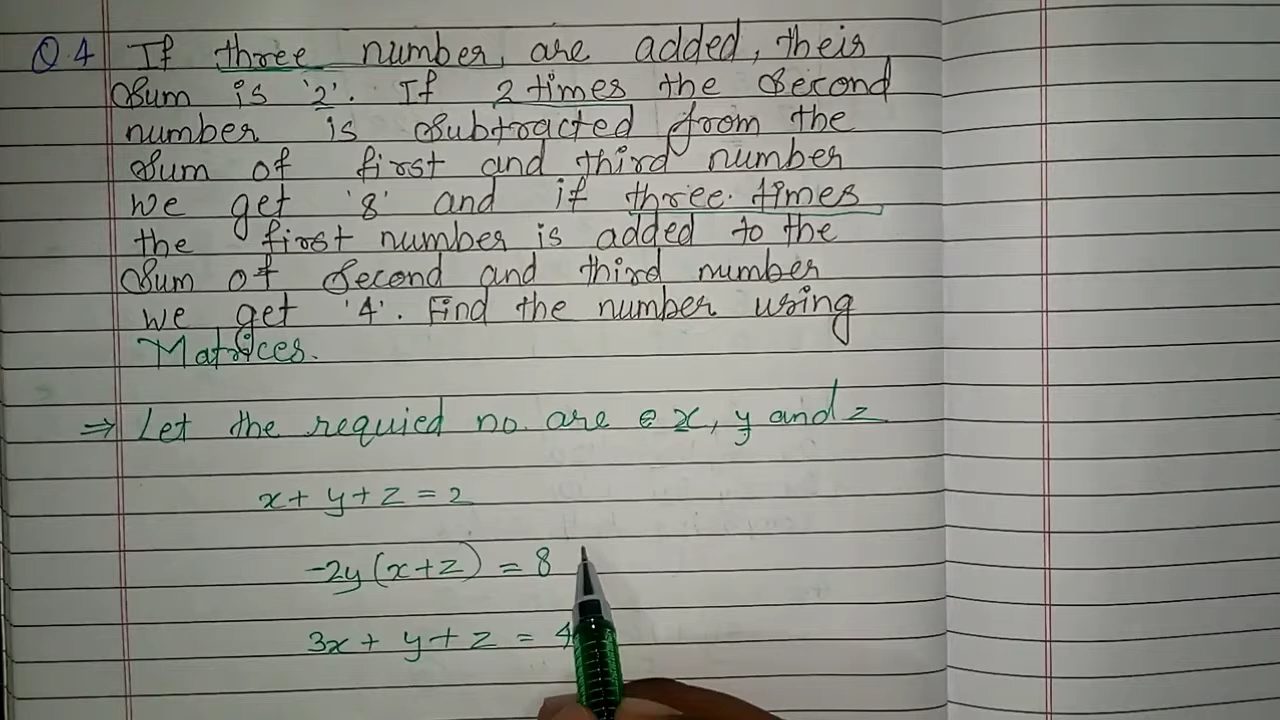 Q.4 If three number, are added, theis
Sum is '2'. If 2 times the Second
number is Subtracted from the
Sum of first and third number
we get '8' and if three times
the first number is added to the
Sum of Second and third number
we get '4'. Find the number using
Matrices.
⇒ Let the requied no. are x, y and z
x + y + z = 2
-2y (x+z) = 8
3x + y + z = 4